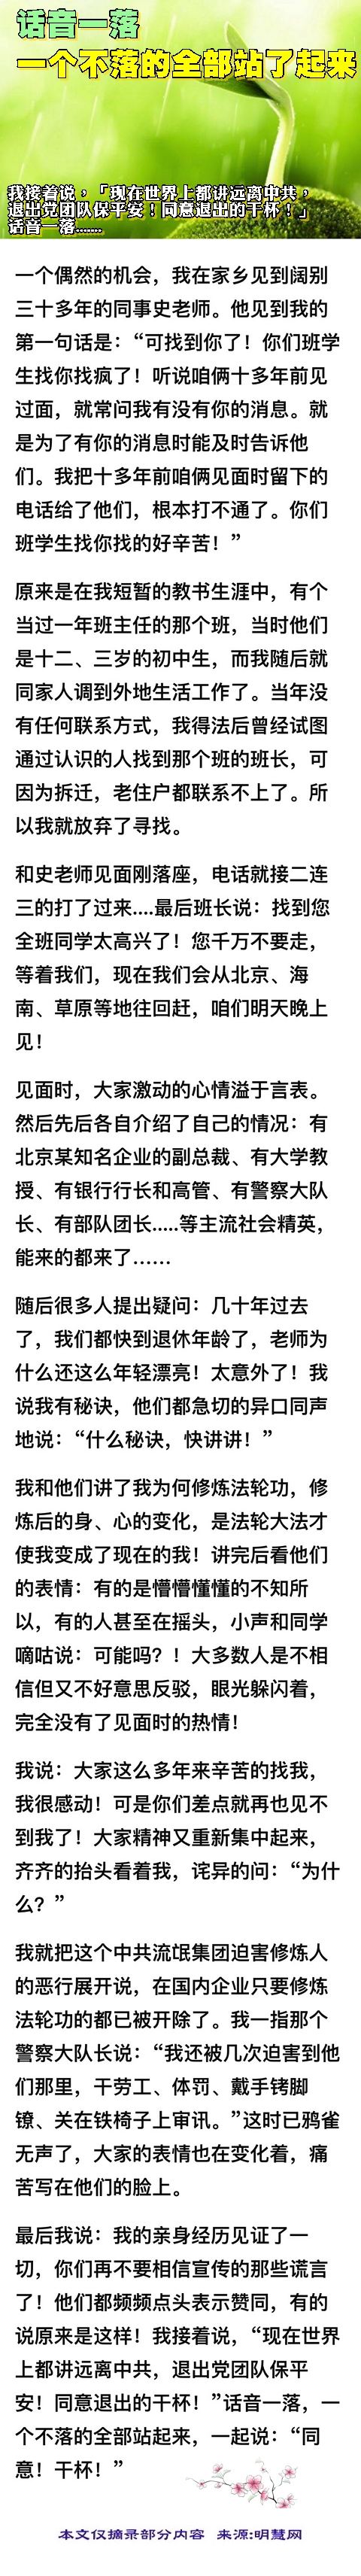 话音一落
一个不落的全部站了起来
我接着说，「现在世界上都讲远离中共，
退出党团队保平安！同意退出的干杯！」
话音一落.......
一个偶然的机会，我在家乡见到阔别
三十多年的同事史老师。他见到我的
第一句话是：“可找到你了！你们班学
生找你找疯了！听说咱俩十多年前见
过面，就常问我有没有你的消息。就
是为了有你的消息时能及时告诉他
们。我把十多年前咱俩见面时留下的
电话给了他们，根本打不通了。你们
班学生找你找的好辛苦！”
原来是在我短暂的教书生涯中，有个
当过一年班主任的那个班，当时他们
是十二、三岁的初中生，而我随后就
同家人调到外地生活工作了。当年没
有任何联系方式，我得法后曾经试图
通过认识的人找到那个班的班长，可
因为拆迁，老住户都联系不上了。所
以我就放弃了寻找。
和史老师见面刚落座，电话就接二连
三的打了过来....最后班长说：找到您
全班同学太高兴了！您千万不要走，
等着我们，现在我们会从北京、海
南、草原等地往回赶，咱们明天晚上
见！
见面时，大家激动的心情溢于言表。
然后先后各自介绍了自己的情况：有
北京某知名企业的副总裁、有大学教
授、有银行行长和高管、有警察大队
长、有部队团长.....等主流社会精英，
能来的都来了……
随后很多人提出疑问：几十年过去
了，我们都快到退休年龄了，老师为
什么还这么年轻漂亮！太意外了！我
说我有秘诀，他们都急切的异口同声
地说：“什么秘诀，快讲讲！”
我和他们讲了我为何修炼法轮功，修
炼后的身、心的变化，是法轮大法才
使我变成了现在的我！讲完后看他们
的表情：有的是懵懵懂懂的不知所
以，有的人甚至在摇头，小声和同学
嘀咕说：可能吗？！大多数人是不相
信但又不好意思反驳，眼光躲闪着，
完全没有了见面时的热情！
我说：大家这么多年来辛苦的找我，
我很感动！可是你们差点就再也见不
到我了！大家精神又重新集中起来，
齐齐的抬头看着我，诧异的问：“为什
么？”
我就把这个中共流氓集团迫害修炼人
的恶行展开说，在国内企业只要修炼
法轮功的都已被开除了。我一指那个
警察大队长说：“我还被几次迫害到他
们那里，干劳工、体罚、戴手铐脚
镣、关在铁椅子上审讯。”这时已鸦雀
无声了，大家的表情也在变化着，痛
苦写在他们的脸上。
最后我说：我的亲身经历见证了一
切，你们再不要相信宣传的那些谎言
了！他们都频频点头表示赞同，有的
说原来是这样！我接着说，“现在世界
上都讲远离中共，退出党团队保平
安！同意退出的干杯！”话音一落，一
个不落的全部站起来，一起说：“同
意！干杯！”
本文仅摘录部分内容 来源:明慧网